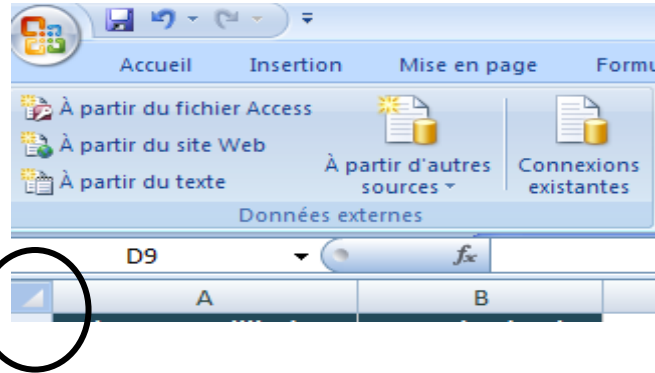 Accueil Insertion Mise en page Formu
À partir du fichier Access
À partir du site Web
À partir du texte
À partir d'autres sources
Connexions existantes
Données externes
D9 fx
A B